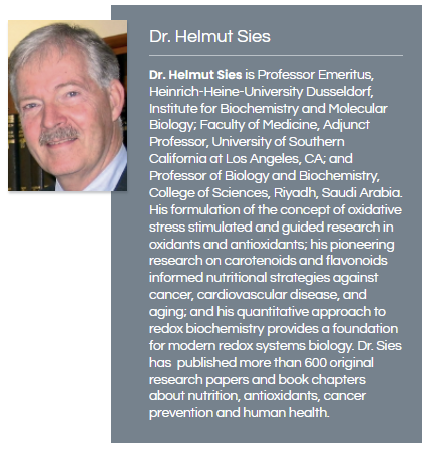 Dr. Helmut Sies
Dr. Helmut Sies is Professor Emeritus,
Heinrich-Heine-University Dusseldorf,
Institute for Biochemistry and Molecular
Biology; Faculty of Medicine, Adjunct
Professor, University of Southern
California at Los Angeles, CA; and
Professor of Biology and Biochemistry,
College of Sciences, Riyadh, Saudi Arabia.
His formulation of the concept of oxidative
stress stimulated and guided research in
oxidants and antioxidants; his pioneering
research on carotenoids and flavonoids
informed nutritional strategies against
cancer, cardiovascular disease, and
aging; and his quantitative approach to
redox biochemistry provides a foundation
for modern redox systems biology. Dr. Sies
has published more than 600 original
research papers and book chapters
about nutrition, antioxidants, cancer
prevention and human health.